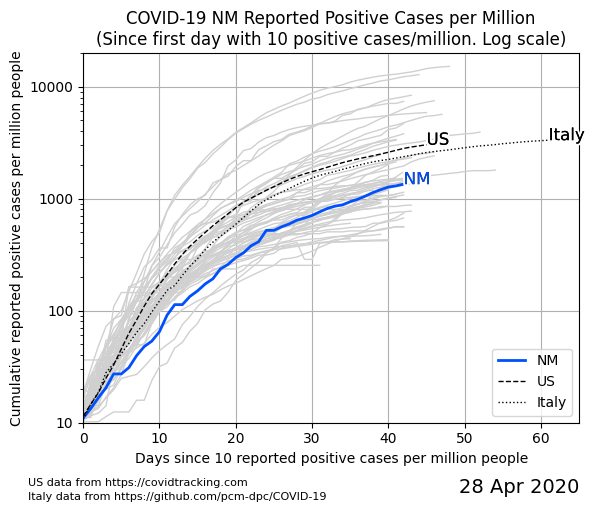 COVID-19 NM Reported Positive Cases per Million
(Since first day with 10 positive cases/million. Log scale)
Cumulative reported positive cases per million people
10000
1000
100
10
US
Italy
NM
NM
US
Italy
0 10 20 30 40 50 60
Days since 10 reported positive cases per million people
US data from https://covidtracking.com
Italy data from https://github.com/pcm-dpc/COVID-19
28 Apr 2020